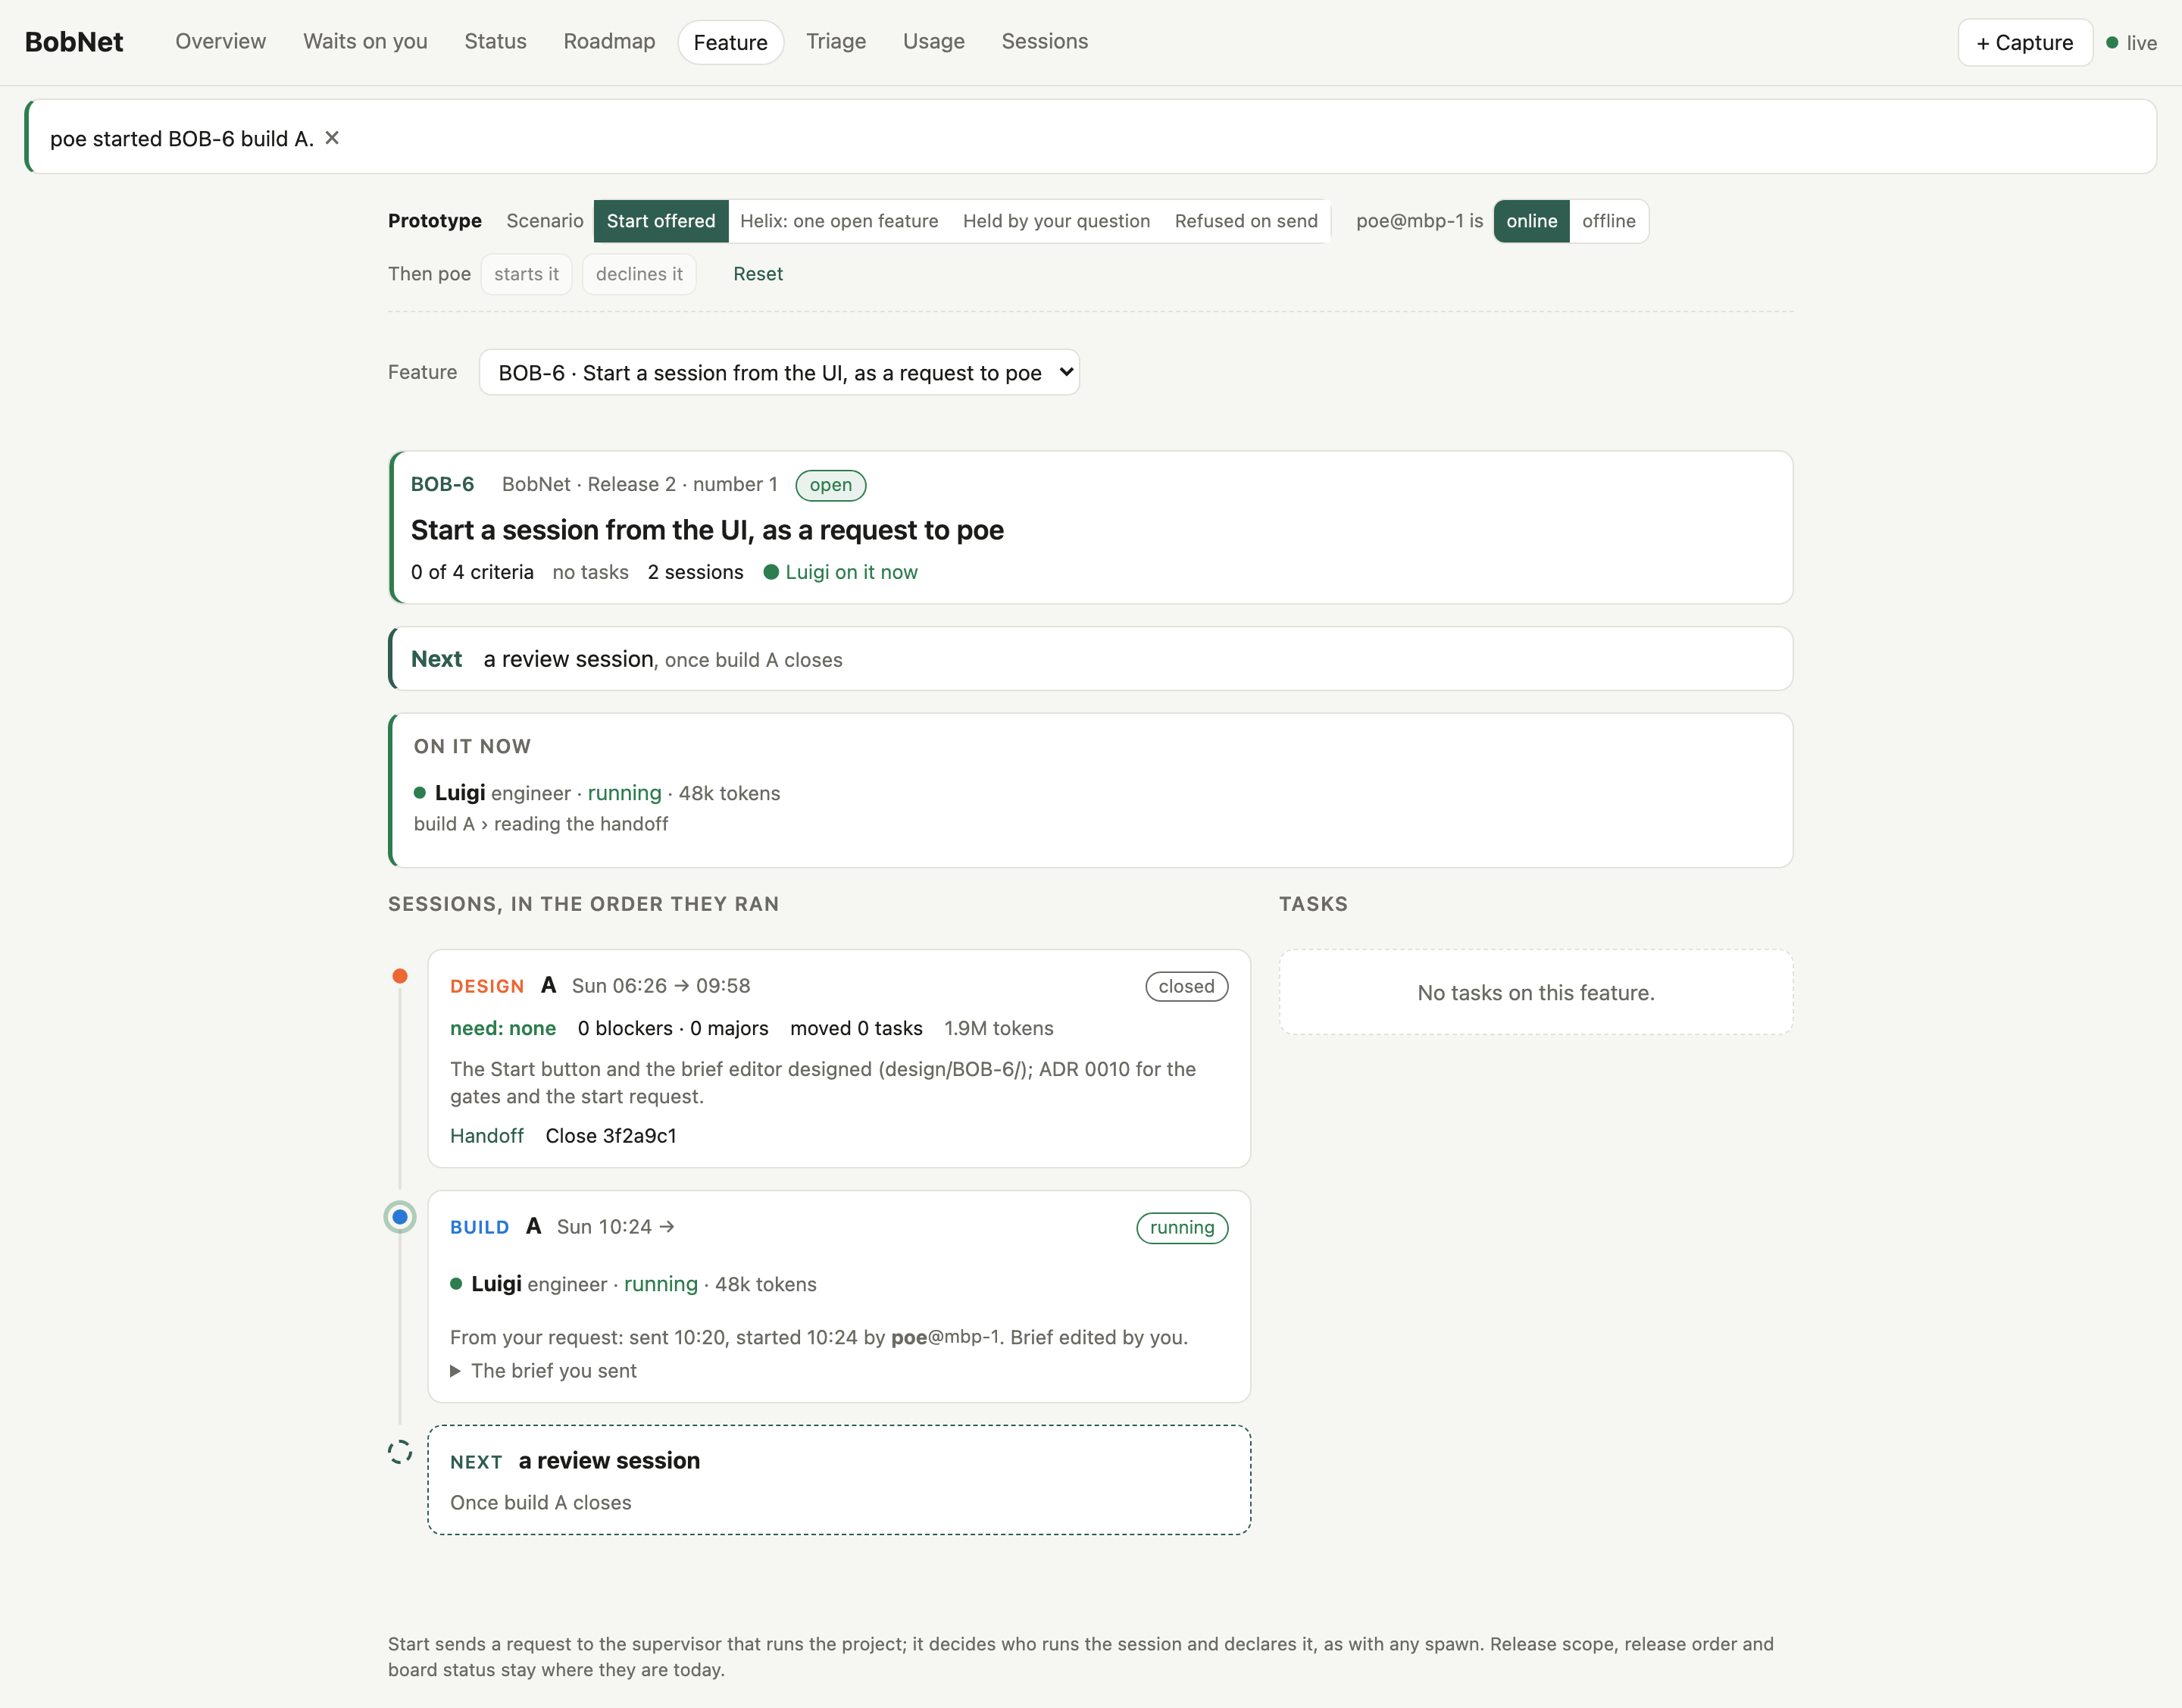 BobNet Overview Waits on you Status Roadmap Feature Triage Usage Sessions + Capture live
poe started BOB-6 build A. ×
Prototype Scenario Start offered Helix: one open feature Held by your question Refused on send poe@mbp-1 is online offline
Then poe starts it declines it Reset
Feature BOB-6 · Start a session from the UI, as a request to poe
BOB-6 BobNet · Release 2 · number 1 open
Start a session from the UI, as a request to poe
0 of 4 criteria no tasks 2 sessions Luigi on it now
Next a review session, once build A closes
ON IT NOW
Luigi engineer · running · 48k tokens
build A › reading the handoff
SESSIONS, IN THE ORDER THEY RAN
TASKS
DESIGN A Sun 06:26 → 09:58 closed
need: none 0 blockers · 0 majors moved 0 tasks 1.9M tokens
The Start button and the brief editor designed (design/BOB-6/); ADR 0010 for the
gates and the start request.
Handoff Close 3f2a9c1
No tasks on this feature.
BUILD A Sun 10:24 → running
Luigi engineer · running · 48k tokens
From your request: sent 10:20, started 10:24 by poe@mbp-1. Brief edited by you.
▶ The brief you sent
NEXT a review session
Once build A closes
Start sends a request to the supervisor that runs the project; it decides who runs the session and declares it, as with any spawn. Release scope, release order and
board status stay where they are today.